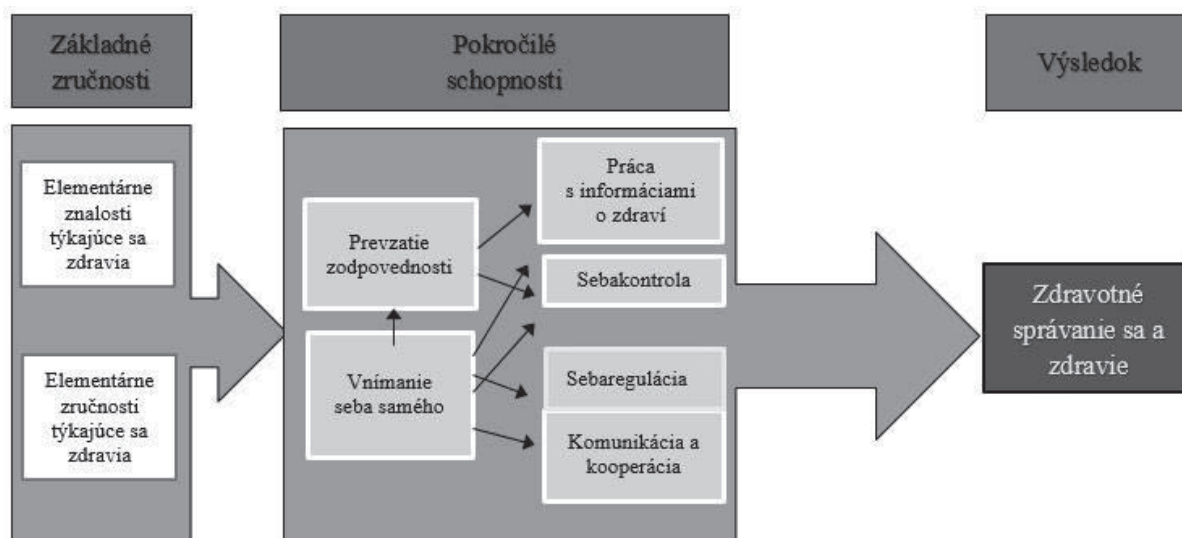 Základné
zručnosti
Pokročilé
schopnosti
Výsledok
Elementárne
znalosti
týkajúce sa
zdravia
Elementárne
zručnosti
týkajúce sa
zdravia
Prevzatie
zodpovednosti
Vnímanie
seba samého
Práca
s informáciami
o zdraví
Sebakontrola
Sebaregulácia
Komunikácia a
kooperácia
Zdravotné
správanie sa a
zdravie